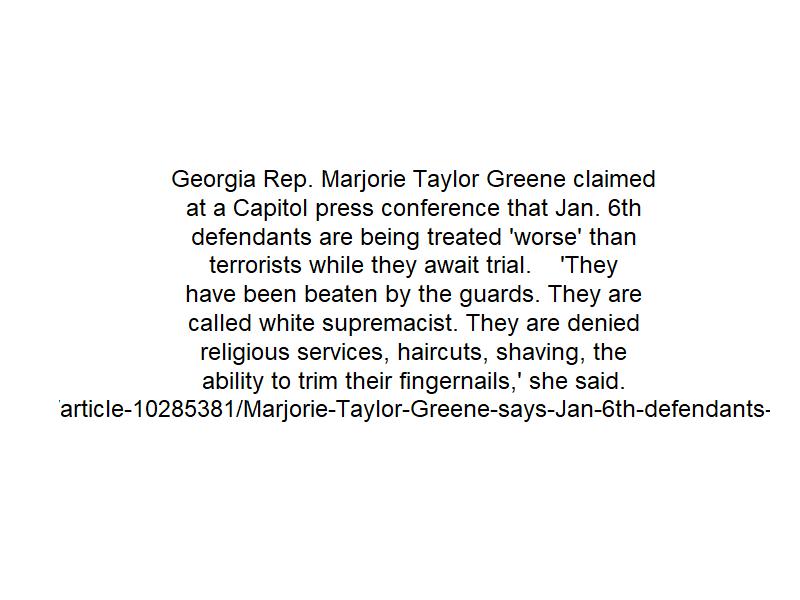 Georgia Rep. Marjorie Taylor Greene claimed
at a Capitol press conference that Jan. 6th
defendants are being treated 'worse' than
terrorists while they await trial.    'They
have been beaten by the guards. They are
called white supremacist. They are denied
religious services, haircuts, shaving, the
ability to trim their fingernails,' she said.
/article-10285381/Marjorie-Taylor-Greene-says-Jan-6th-defendants-